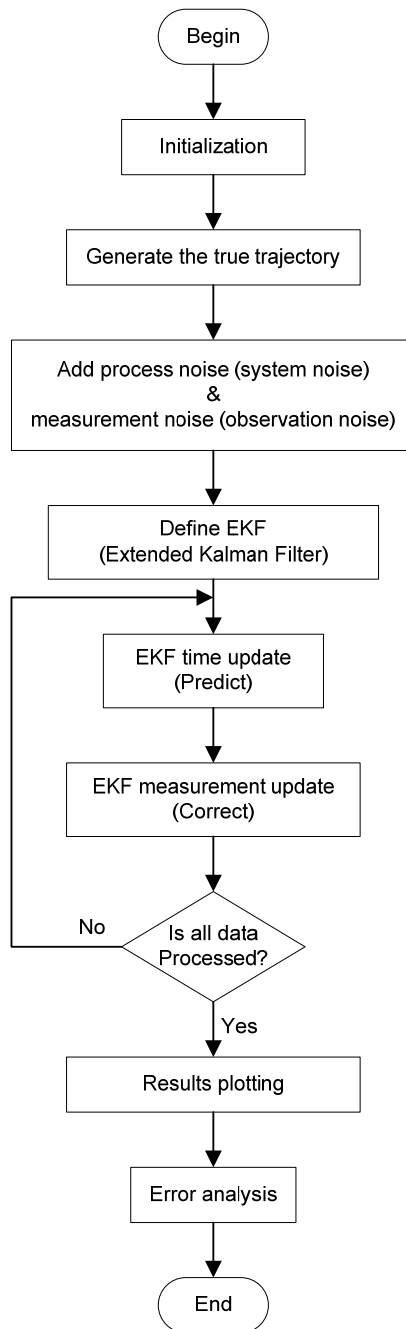 Begin
Initialization
Generate the true trajectory
Add process noise (system noise)
&
measurement noise (observation noise)
Define EKF
(Extended Kalman Filter)
EKF time update
(Predict)
EKF measurement update
(Correct)
No
Is all data
Processed?
Yes
Results plotting
Error analysis
End